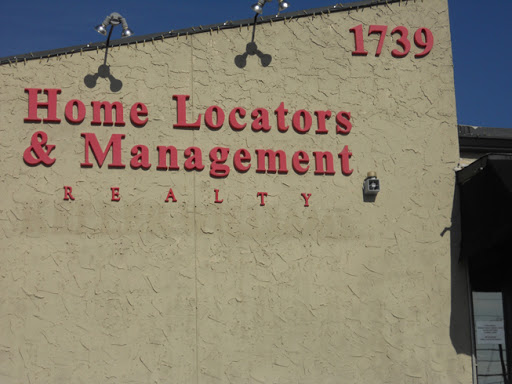 1739
Home Locators
& Management
REALTY